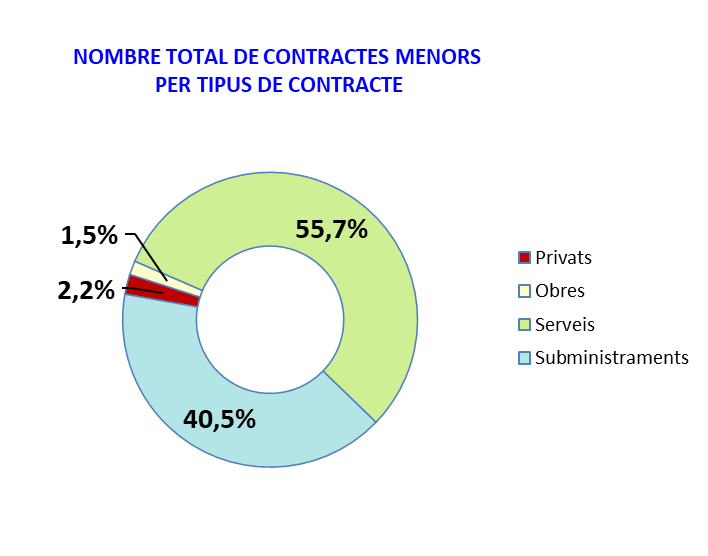 NOMBRE TOTAL DE CONTRACTES MENORS
PER TIPUS DE CONTRACTE
55,7%
1,5%
2,2%
40,5%
Privats
Obres
Serveis
Subministraments